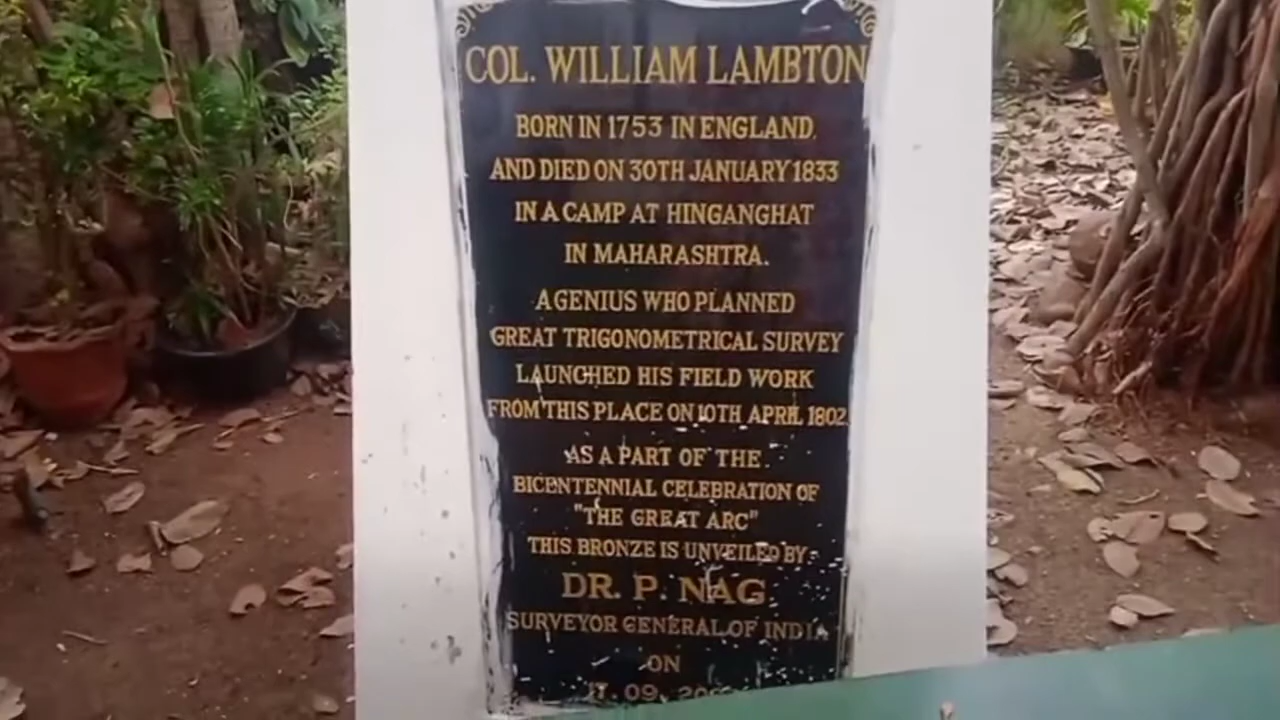 COL. WILLIAM LAMBTON
BORN IN 1753 IN ENGLAND.
AND DIED ON 30TH JANUARY 1833
IN A CAMP AT HINGANGHAT
IN MAHARASHTRA.
A GENIUS WHO PLANNED
GREAT TRIGONOMETRICAL SURVEY
LAUNCHED HIS FIELD WORK
FROM THIS PLACE ON 10TH APRIL 1802.
AS A PART OF THE
BICENTENNIAL CELEBRATION OF
"THE GREAT ARC"
THIS BRONZE IS UNVEILED BY:
DR. P. NAG
SURVEYOR GENERAL OF INDIA
ON